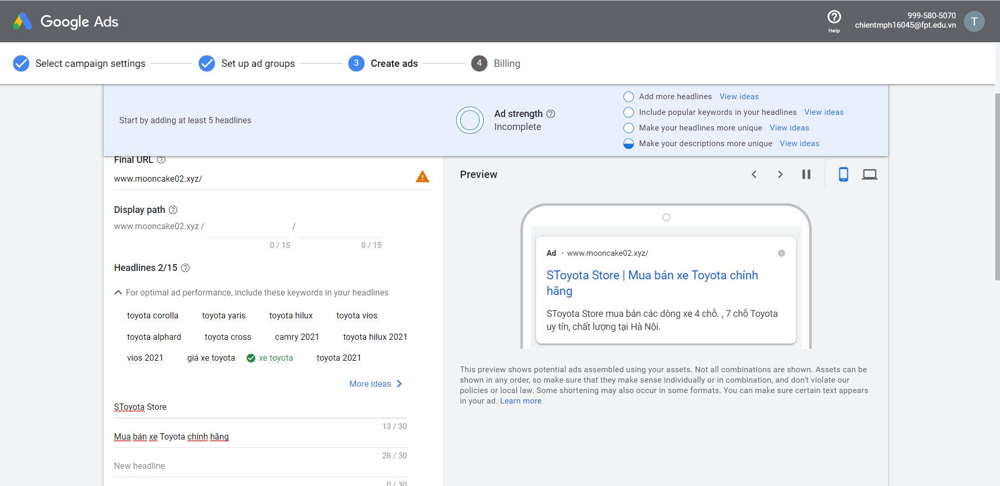 Google Ads
Help
999-580-5070
chientmph16045@fpt.edu.vn
T
Select campaign settings
Set up ad groups
3 Create ads
4 Billing
Start by adding at least 5 headlines
Ad strength
Incomplete
Add more headlines View ideas
Include popular keywords in your headlines View ideas
Make your headlines more unique View ideas
Make your descriptions more unique View ideas
Final URL
www.mooncake02.xyz/
Display path
www.mooncake02.xyz / /
0 / 15 0 / 15
Headlines 2/15
For optimal ad performance, include these keywords in your headlines
toyota corolla toyota yaris toyota hilux toyota vios
toyota alphard toyota cross camry 2021 toyota hilux 2021
vios 2021 giá xe toyota xe toyota toyota 2021
More ideas
SToyota Store
13 / 30
Mua bán xe Toyota chính hãng
28 / 30
New headline
0 / 30
Preview
Ad · www.mooncake02.xyz/
SToyota Store | Mua bán xe Toyota chính
hãng
SToyota Store mua bán các dòng xe 4 chỗ. , 7 chỗ Toyota
uy tín, chất lượng tại Hà Nội.
This preview shows potential ads assembled using your assets. Not all combinations are shown. Assets can be
shown in any order, so make sure that they make sense individually or in combination, and don't violate our
policies or local law. Some shortening may also occur in some formats. You can make sure certain text appears
in your ad. Learn more